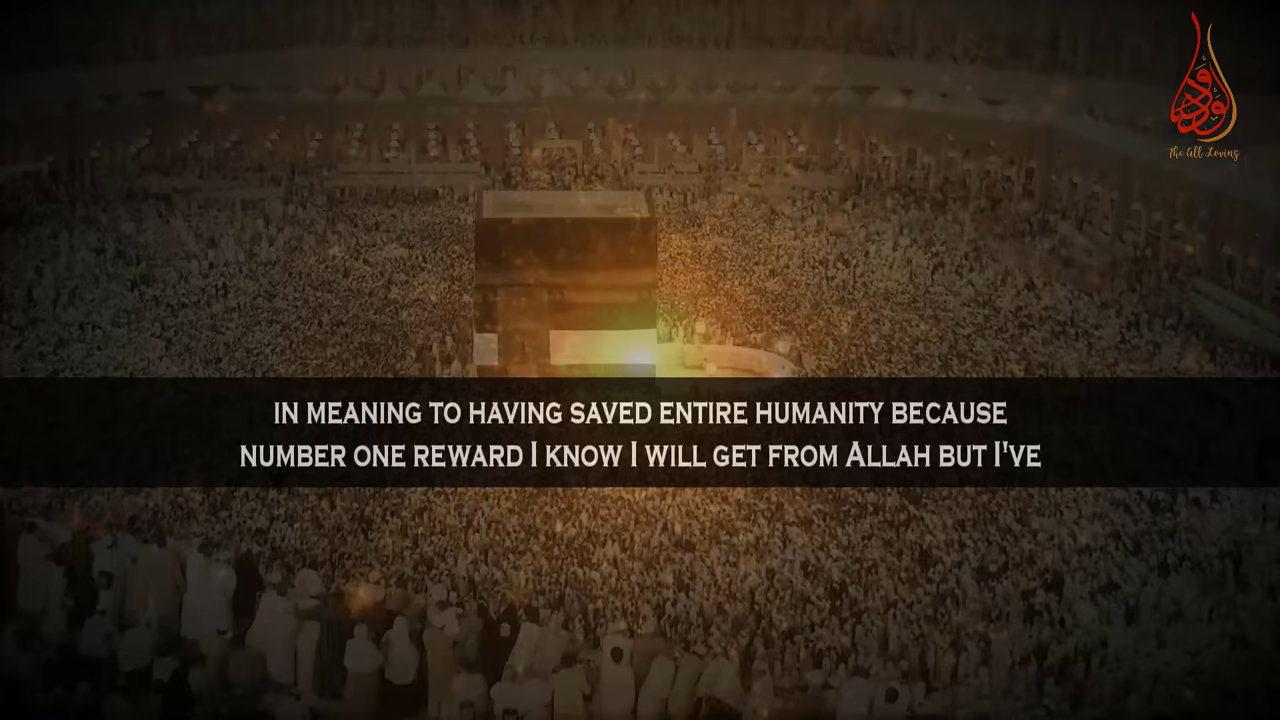 الودود
the All Loving
IN MEANING TO HAVING SAVED ENTIRE HUMANITY BECAUSE
NUMBER ONE REWARD I KNOW I WILL GET FROM ALLAH BUT I'VE